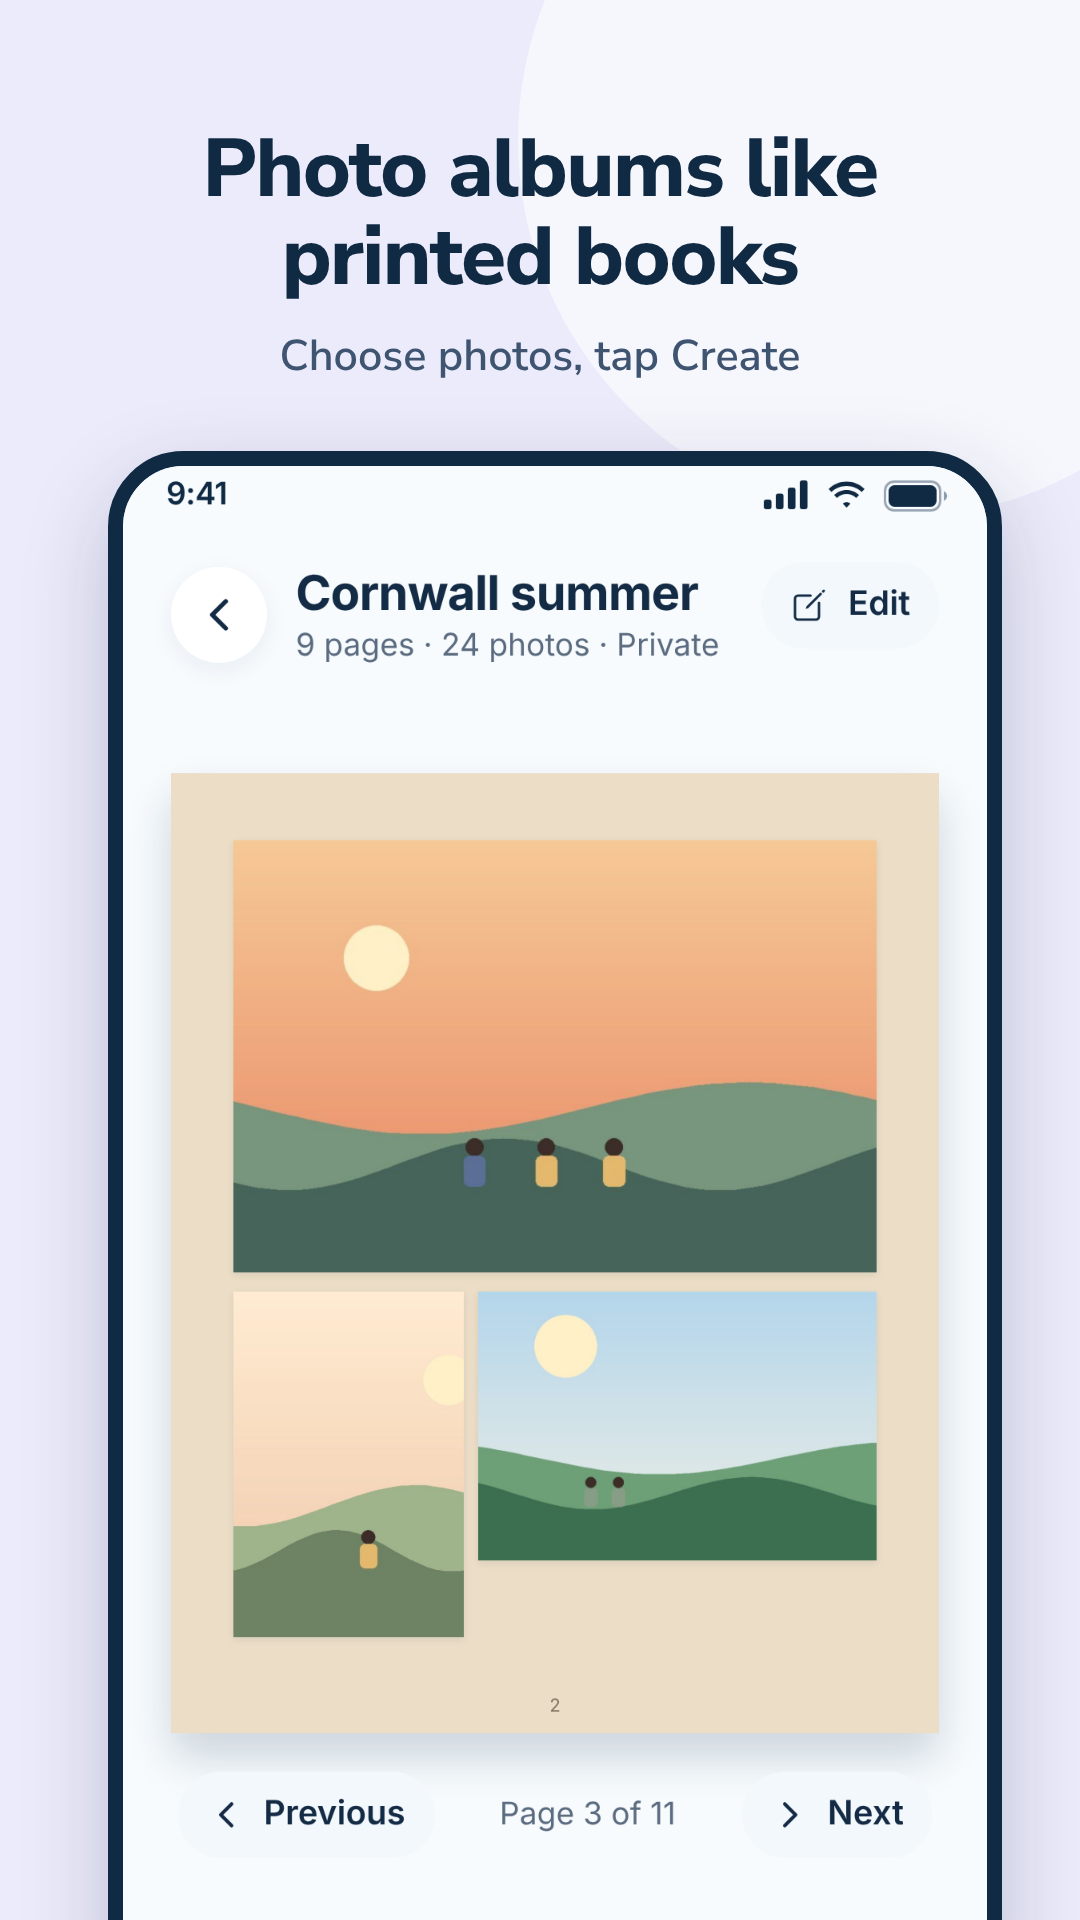 Photo albums like
printed books
Choose photos, tap Create
9:41
Cornwall summer
9 pages · 24 photos · Private
Edit
2
Previous
Page 3 of 11
Next